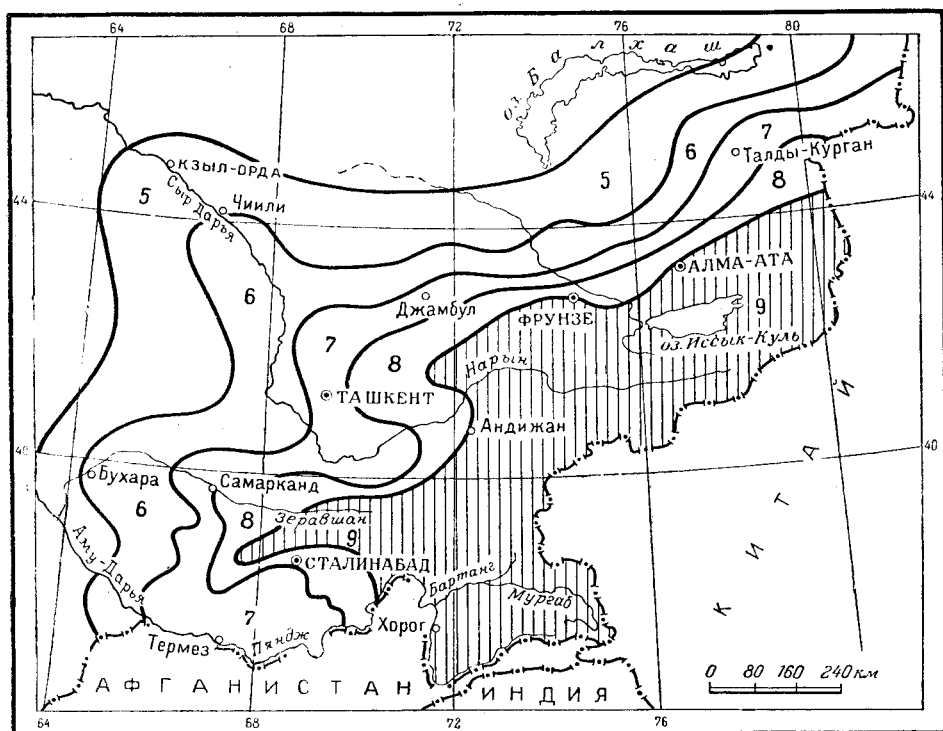 64 68 72 76 80
оз. Балхаш
7
6
Талды-Курган
КЗЫЛ-ОРДА
5
8
5
Сыр Дарья
Чиили
44
44
АЛМА-АТА
6
9
Джамбул
ФРУНЗЕ
оз. Иссык-Куль
7
8
Нарын
ТАШКЕНТ
Андижан
40
40
Бухара
Самарканд
6
8
Зеравшан
9
СТАЛИНАБАД
Аму-Дарья
Бартанг
Мургаб
7
Хорог
Термез
Пяндж
КИТАЙ
0 80 160 240 км
АФГАНИСТАН ИНДИЯ
64 68 72 76